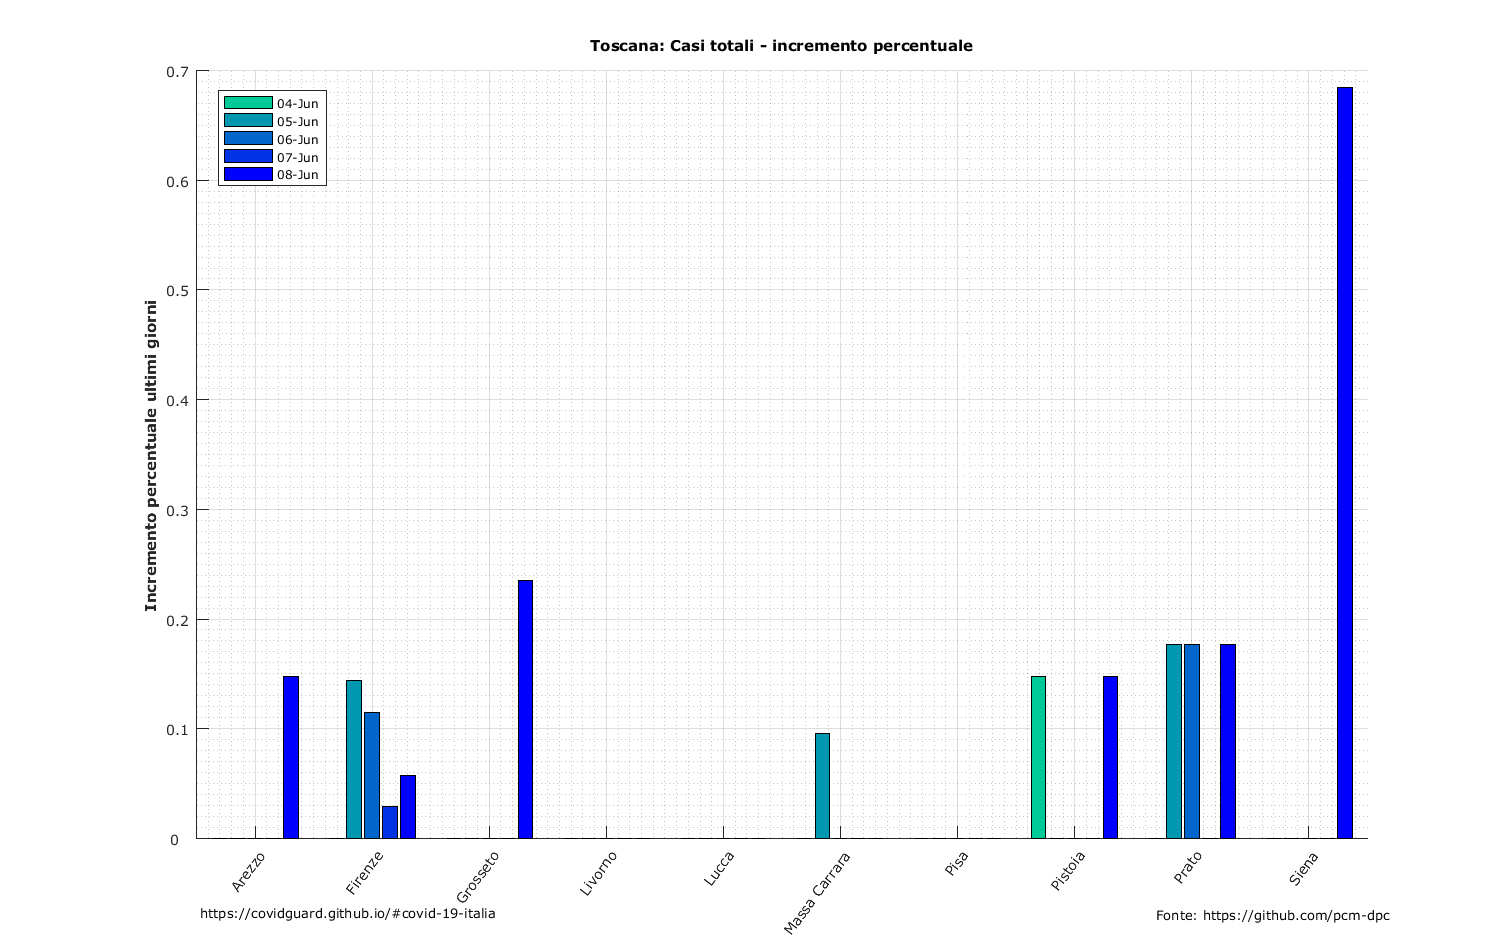 Toscana: Casi totali - incremento percentuale
0.7
0.6
0.5
0.4
0.3
0.2
0.1
0
Incremento percentuale ultimi giorni
04-Jun
05-Jun
06-Jun
07-Jun
08-Jun
Arezzo
Firenze
Grosseto
Livorno
Lucca
Massa Carrara
Pisa
Pistoia
Prato
Siena
https://covidguard.github.io/#covid-19-italia
Fonte: https://github.com/pcm-dpc